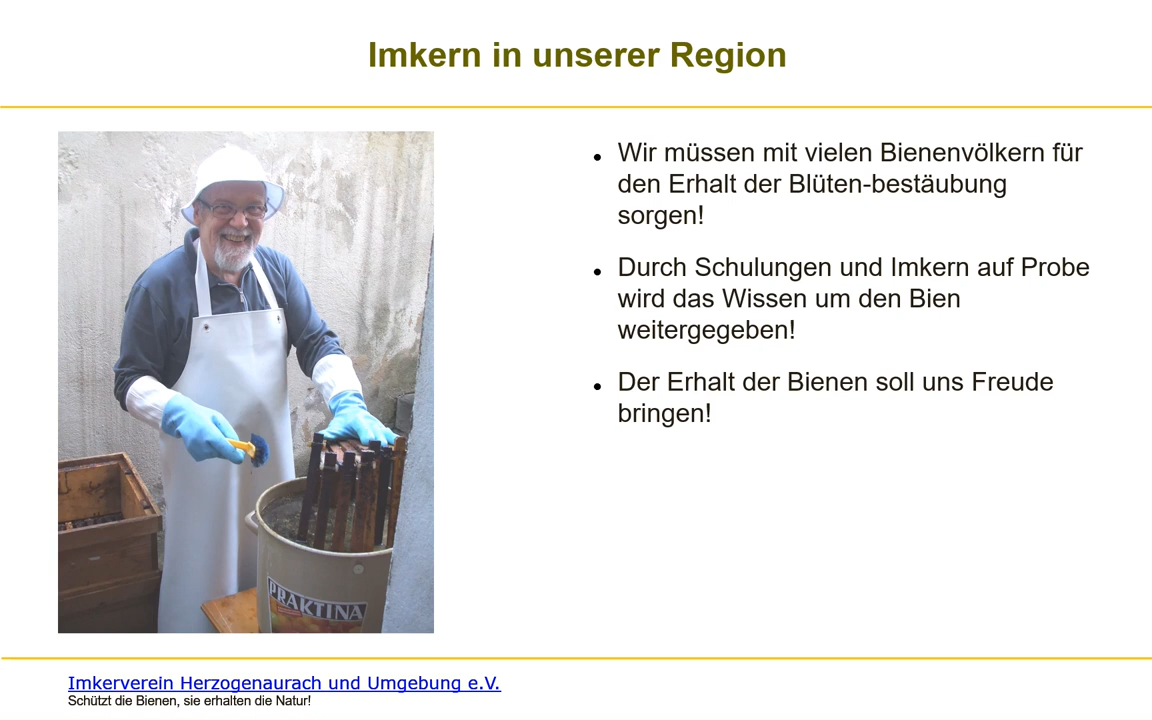 Imkern in unserer Region
Wir müssen mit vielen Bienenvölkern für
den Erhalt der Blüten-bestäubung
sorgen!
Durch Schulungen und Imkern auf Probe
wird das Wissen um den Bien
weitergegeben!
Der Erhalt der Bienen soll uns Freude
bringen!
PRAKTINA
Imkerverein Herzogenaurach und Umgebung e.V.
Schützt die Bienen, sie erhalten die Natur!